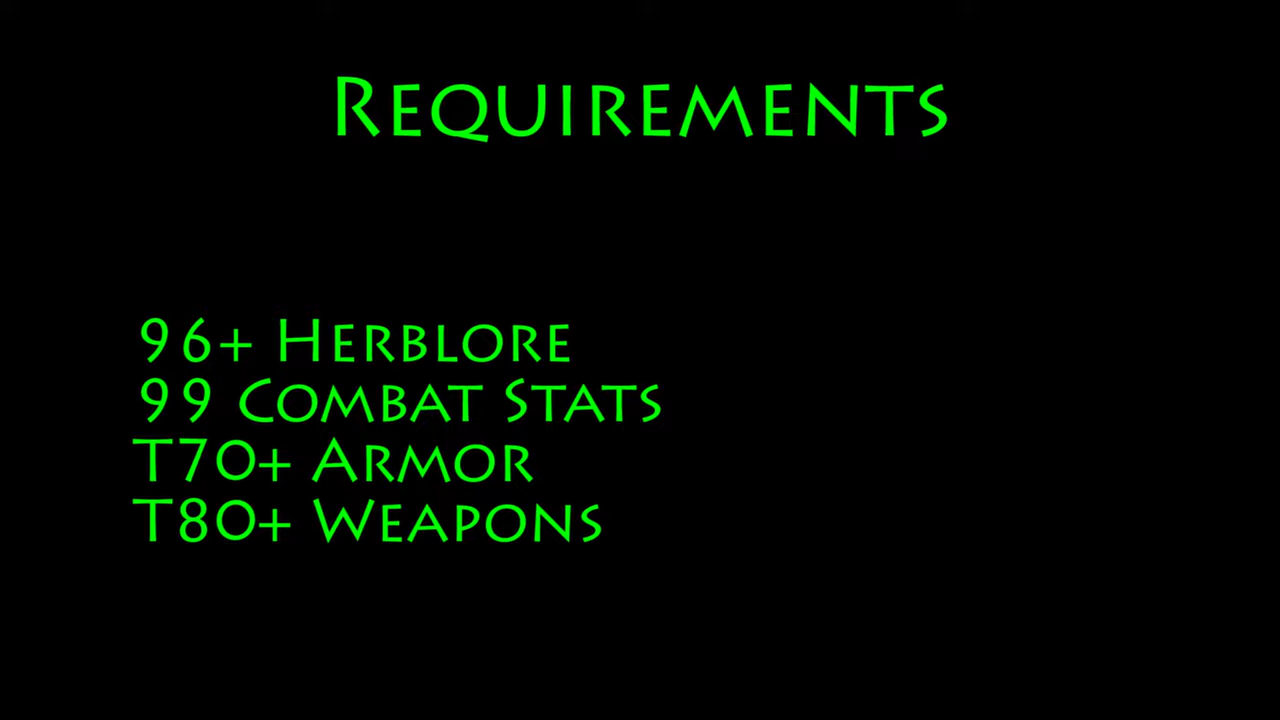 Requirements
96+ Herblore
99 Combat Stats
T70+ Armor
T80+ Weapons